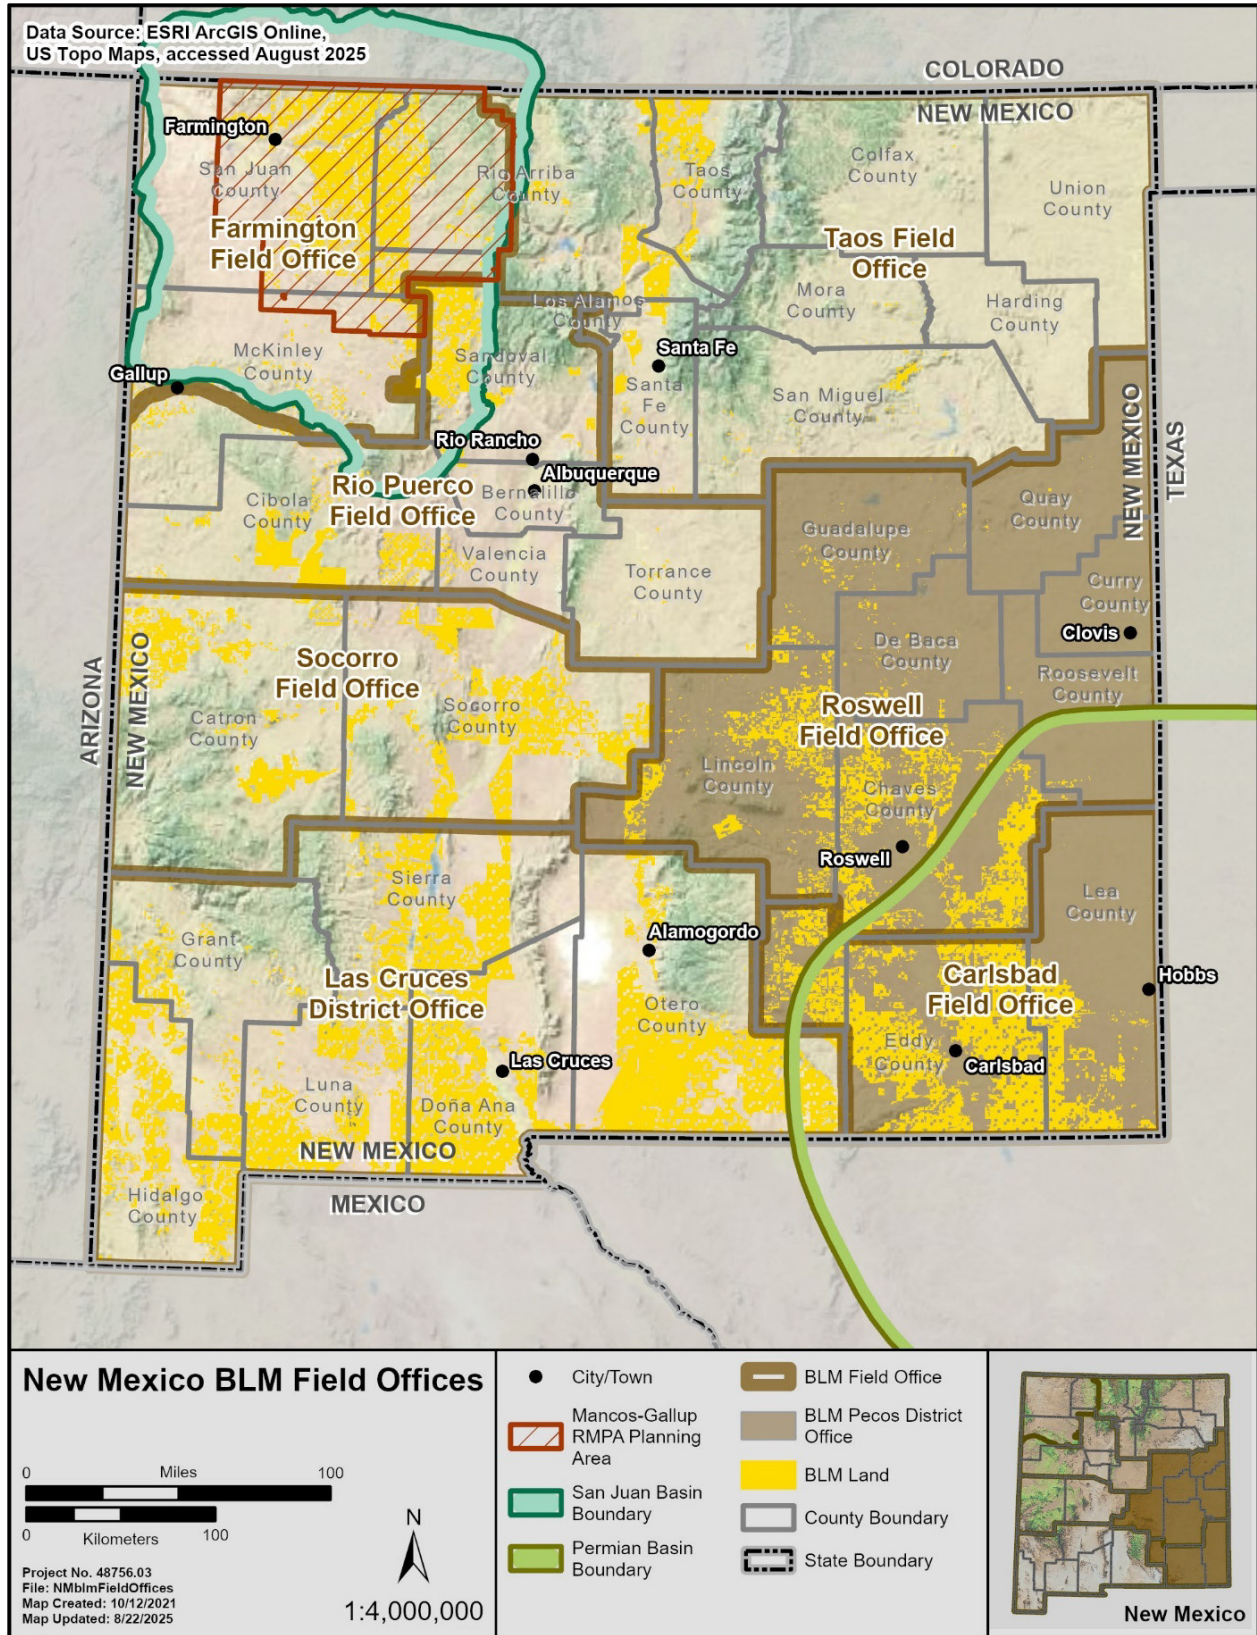 Data Source: ESRI ArcGIS Online,
US Topo Maps, accessed August 2025
COLORADO
NEW MEXICO
Farmington
San Juan
County
Rio Arriba
County
Taos
County
Colfax
County
Union
County
Farmington
Field Office
Taos Field
Office
Mora
County
Harding
County
Los Alamos
County
McKinley
County
Sandoval
County
Santa Fe
Gallup
Santa
Fe
County
San Miguel
County
Rio Rancho
Albuquerque
Bernalillo
County
Rio Puerco
Field Office
Cibola
County
Valencia
County
Torrance
County
Guadalupe
County
Quay
County
NEW MEXICO
TEXAS
Curry
County
Clovis
De Baca
County
Roosevelt
County
ARIZONA
NEW MEXICO
Socorro
Field Office
Catron
County
Socorro
County
Roswell
Field Office
Lincoln
County
Chaves
County
Roswell
Sierra
County
Lea
County
Grant
County
Alamogordo
Las Cruces
District Office
Otero
County
Carlsbad
Field Office
Hobbs
Eddy
County
Carlsbad
Las Cruces
Luna
County
Doña Ana
County
NEW MEXICO
MEXICO
Hidalgo
County
New Mexico BLM Field Offices
0 Miles 100
0 Kilometers 100
N
1:4,000,000
Project No. 48756.03
File: NMblmFieldOffices
Map Created: 10/12/2021
Map Updated: 8/22/2025
City/Town
Mancos-Gallup
RMPA Planning
Area
San Juan Basin
Boundary
Permian Basin
Boundary
BLM Field Office
BLM Pecos District
Office
BLM Land
County Boundary
State Boundary
New Mexico